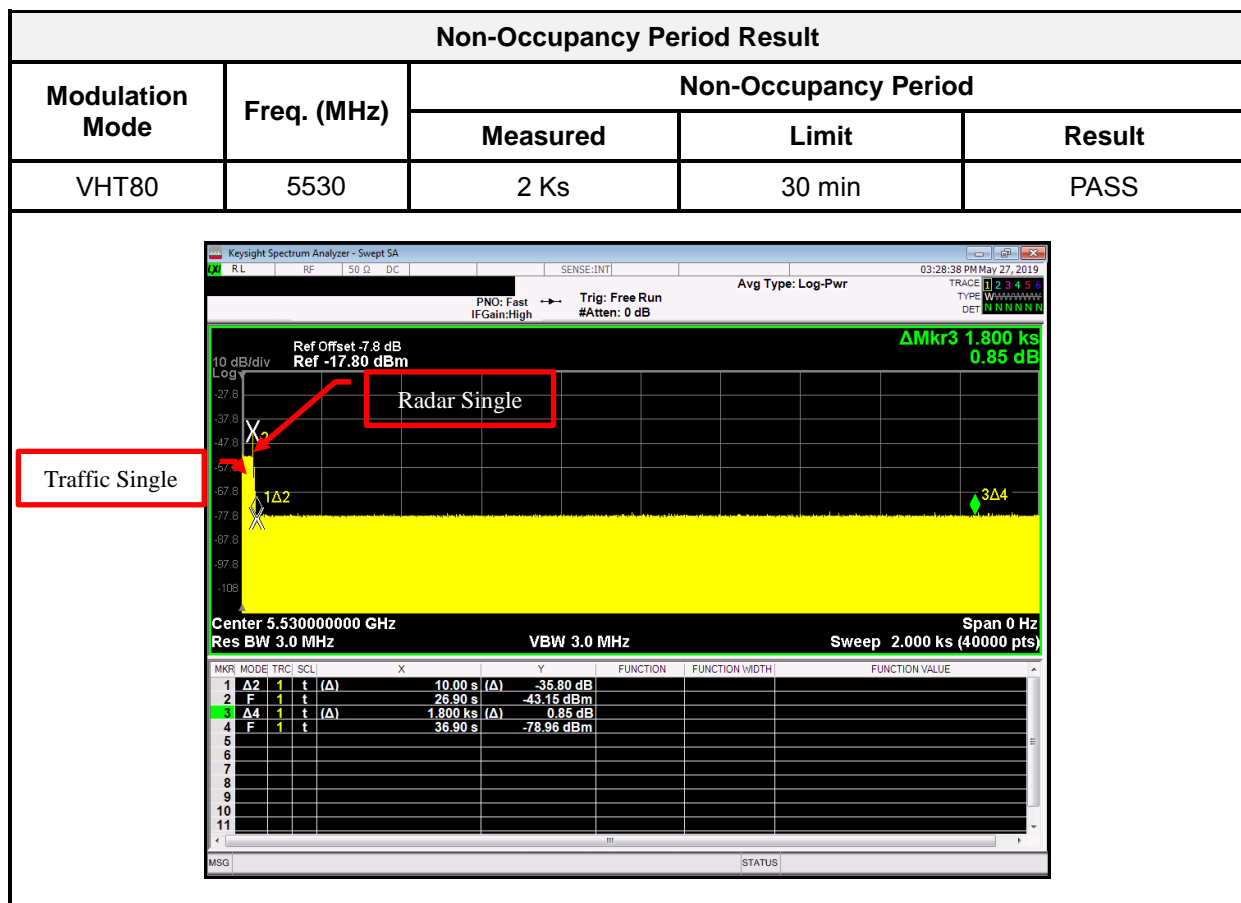 Non-Occupancy Period Result
Modulation Mode
Freq. (MHz)
Non-Occupancy Period
Measured Limit Result
VHT80 5530 2 Ks 30 min PASS
Keysight Spectrum Analyzer - Swept SA
LXI RL RF 50 Ω DC SENSE:INT 03:28:38 PM May 27, 2019
Avg Type: Log-Pwr
TRACE 1 2 3 4 5 6
TYPE WWWWWW
DET N N N N N N
PNO: Fast
IFGain:High
Trig: Free Run
#Atten: 0 dB
ΔMkr3 1.800 ks
0.85 dB
Ref Offset -7.8 dB
10 dB/div Ref -17.80 dBm
Log
Radar Single
Traffic Single
-27.8
-37.8
-47.8
-67.8
-77.8
-87.8
-97.8
-108
2
1Δ2
3Δ4
Center 5.530000000 GHz Span 0 Hz
Res BW 3.0 MHz VBW 3.0 MHz Sweep 2.000 ks (40000 pts)
MKR MODE TRC SCL X Y FUNCTION FUNCTION WIDTH FUNCTION VALUE
1 Δ2 1 t (Δ) 10.00 s (Δ) -35.80 dB
2 F 1 t 26.90 s -43.15 dBm
3 Δ4 1 t (Δ) 1.800 ks (Δ) 0.85 dB
4 F 1 t 36.90 s -78.96 dBm
5
6
7
8
9
10
11
MSG STATUS